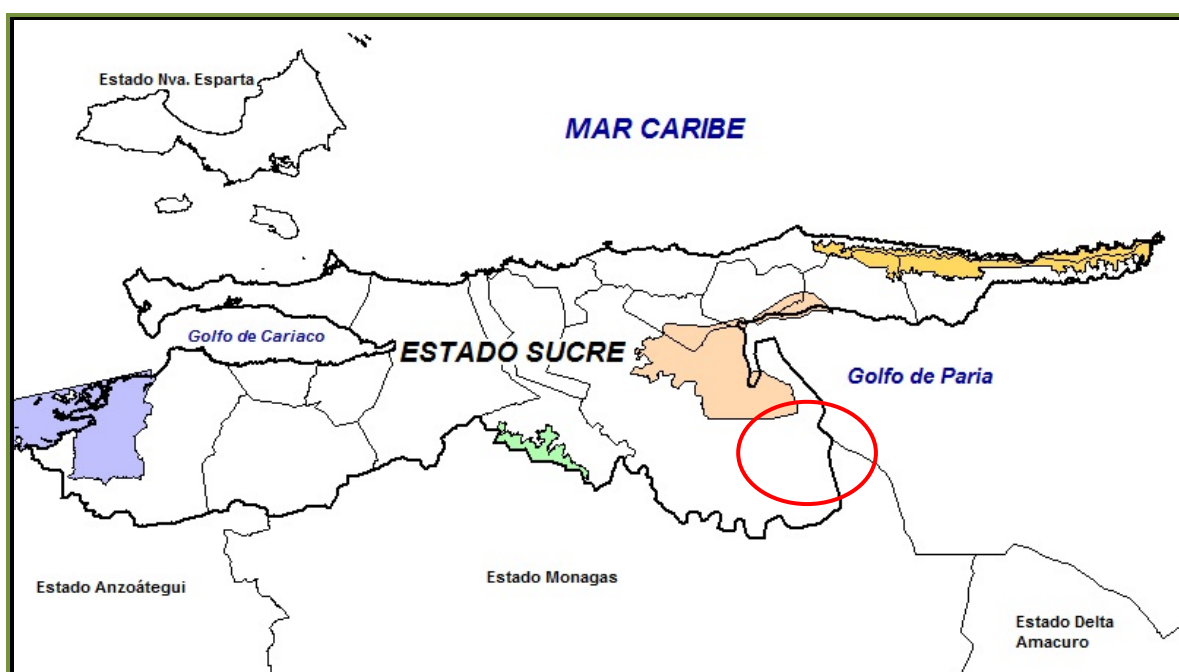 Estado Nva. Esparta
MAR CARIBE
Golfo de Cariaco
ESTADO SUCRE
Golfo de Paria
Estado Anzoátegui
Estado Monagas
Estado Delta
Amacuro